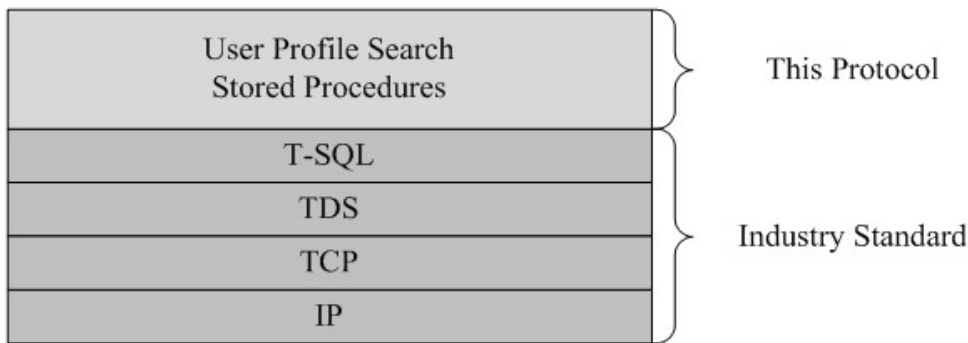 User Profile Search
Stored Procedures
This Protocol
T-SQL
TDS
TCP
IP
Industry Standard